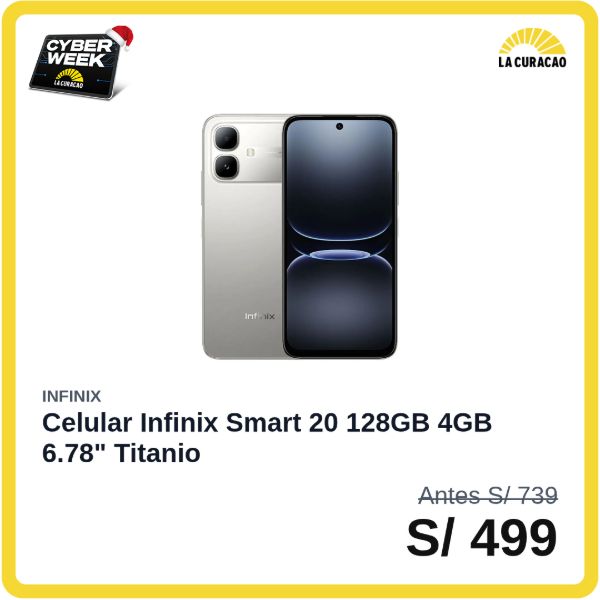 CYBER
WEEK
LA CURACAO
LA CURACAO
Infinix
INFINIX
Celular Infinix Smart 20 128GB 4GB
6.78" Titanio
Antes S/ 739
S/ 499